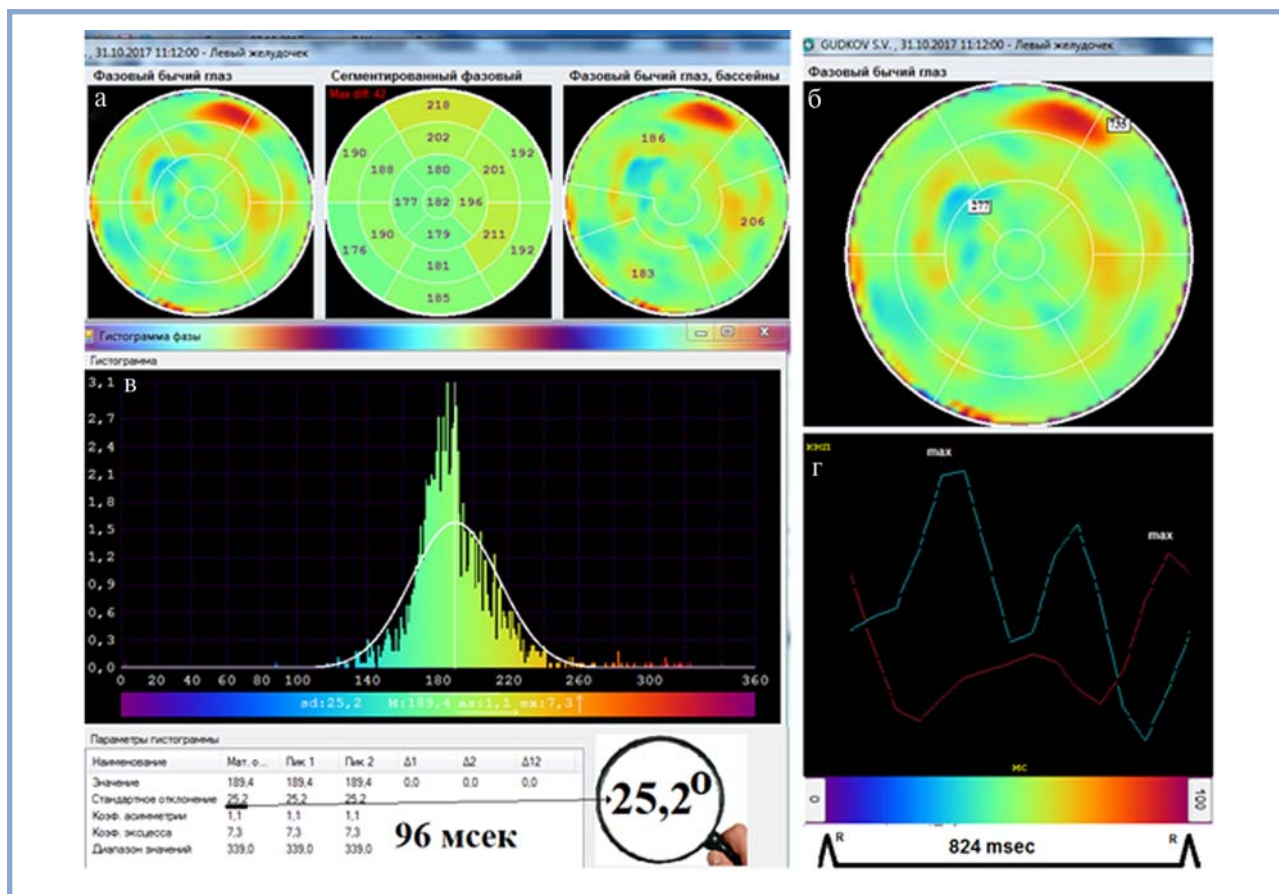 ., 31.10.2017 11:12:00 - Левый желудочек
Фазовый бычий глаз
Сегментированный фазовый
Фазовый бычий глаз, бассейны
а
Max diff: 42
218
202
190
192
188
201
180
177
182
196
190
179
211
176
192
181
185
186
206
183
Гистограмма фазы
Гистограмма
в
3,1
2,7
2,4
2,1
1,8
1,5
1,2
0,9
0,6
0,3
0,0
0 20 40 60 80 100 140 180 220 260 300 360
sd:25,2 M:189,4 as:1,1 ex:7,3
Параметры гистограммы
Наименование Мат. о... Пик 1 Пик 2 Δ1 Δ2 Δ12
Значение 189,4 189,4 189,4 0,0 0,0 0,0
Стандартное отклонение 25,2 25,2 25,2
Коэф. асимметрии 1,1 1,1 1,1
Коэф. эксцесса 7,3 7,3 7,3
Диапазон значений 339,0 339,0 339,0
96 мсек
25,2°
GUDKOV S.V. , 31.10.2017 11:12:00 - Левый желудочек
Фазовый бычий глаз
б
277
имп
г
max
max
мс
0
100
R
824 msec
R